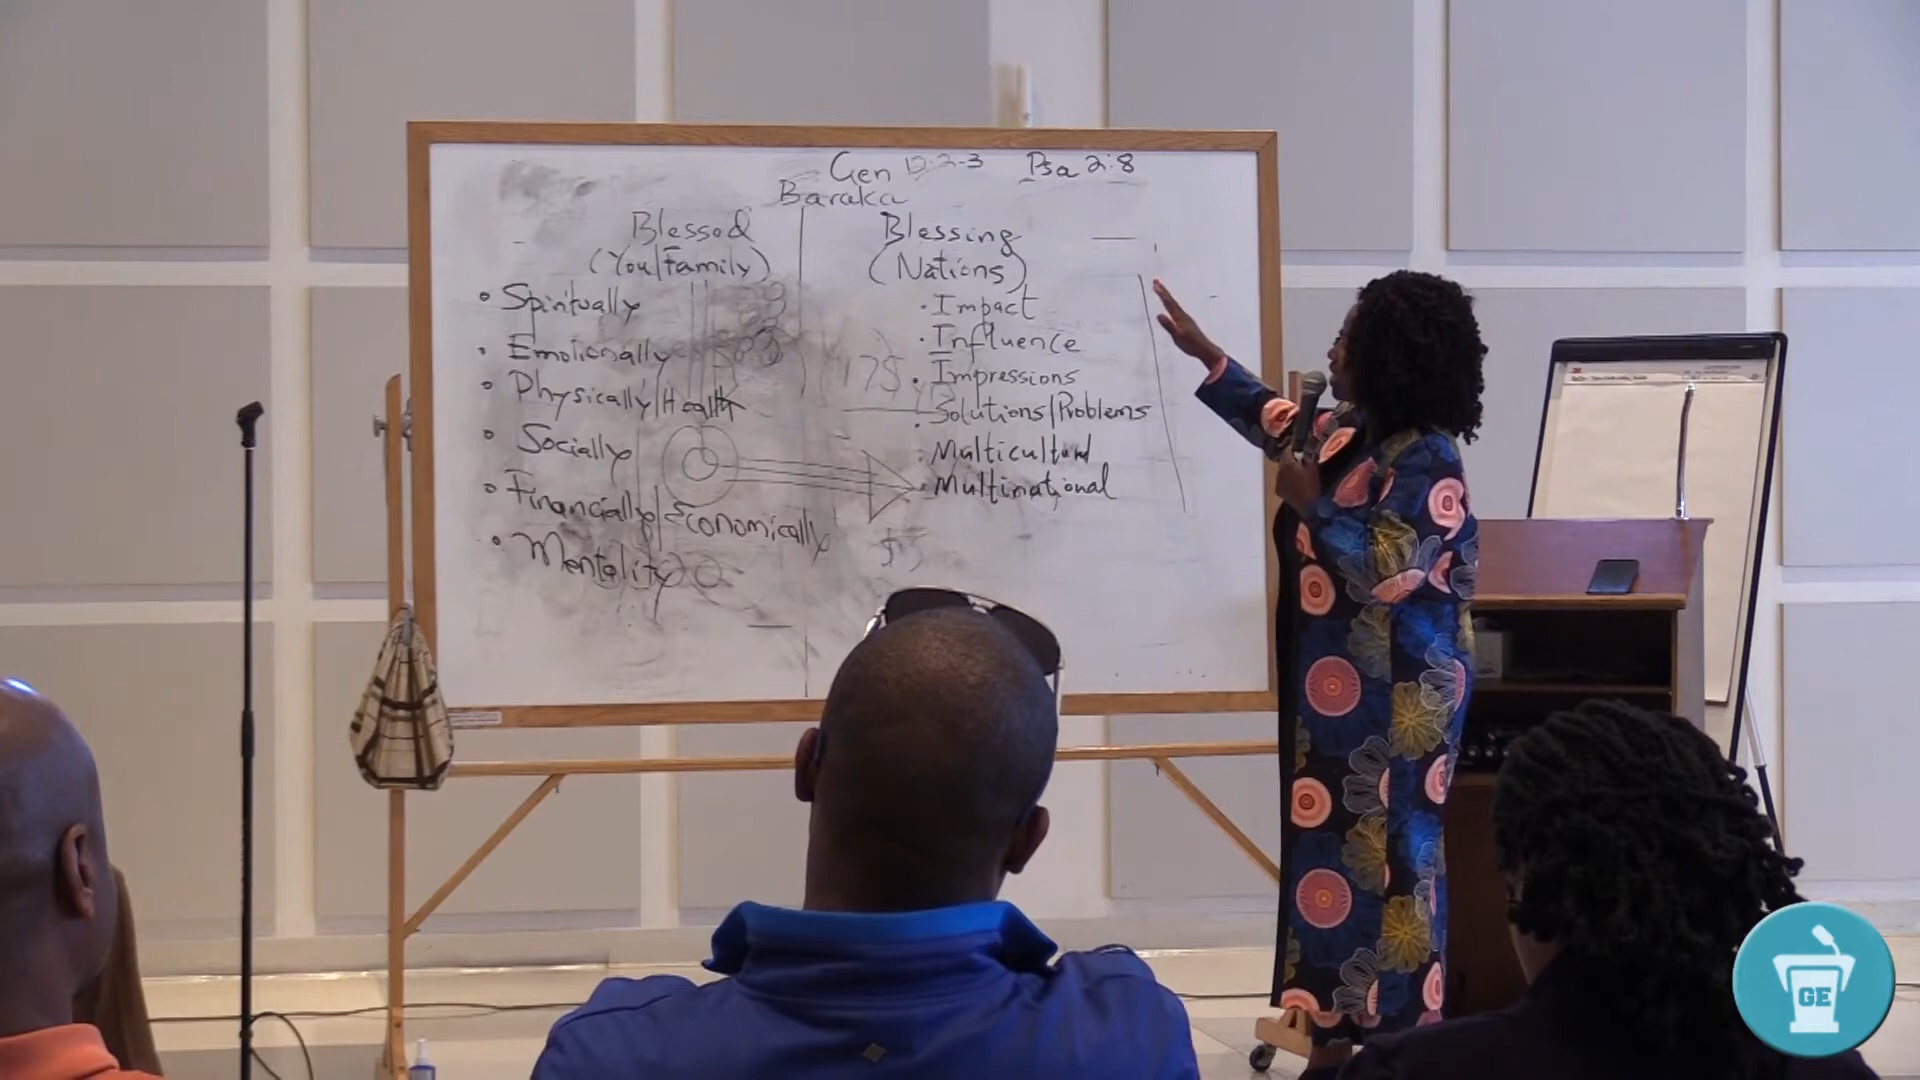 Gen 12:2-3 Psa 2:8
Baraka
Blessed
(You/Family)
• Spiritually
• Emotionally
• Physically/Health
• Socially
• Financially/Economically
• Mentality
Blessing
(Nations)
• Impact
• Influence
• Impressions
• Solutions/Problems
• Multicultural
• Multinational
175
GE